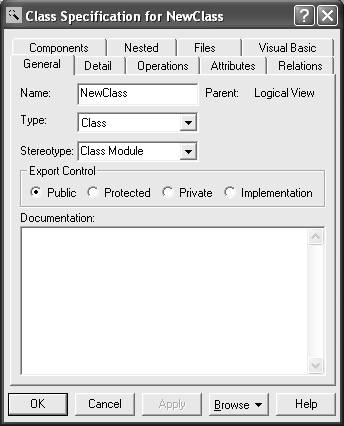 Class Specification for NewClass
Components Nested Files Visual Basic
General Detail Operations Attributes Relations
Name: NewClass Parent: Logical View
Type: Class
Stereotype: Class Module
Export Control
Public Protected Private Implementation
Documentation:
OK Cancel Apply Browse Help